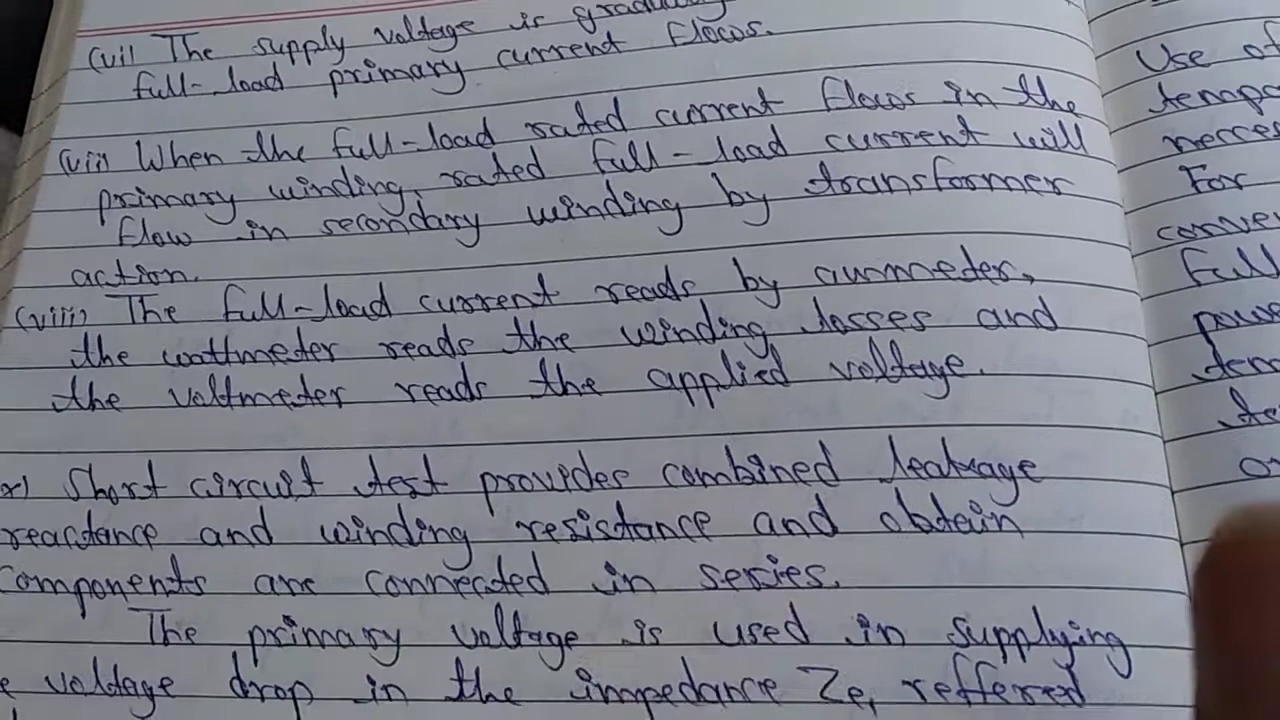 (vi) The supply voltage is gradually
full-load primary current flows.
(vii) When the full-load rated current flows in the
primary winding, rated full-load current will
flow in secondary winding by transformer
action.
(viii) The full-load current reads by ammeter,
the wattmeter reads the winding losses and
the voltmeter reads the applied voltage.
x) Short circuit test provides combined leakage
reactance and winding resistance and obtain
components are connected in series.
The primary voltage is used in supplying
e voltage drop in the impedance Ze, reffered
Use of
For
Full